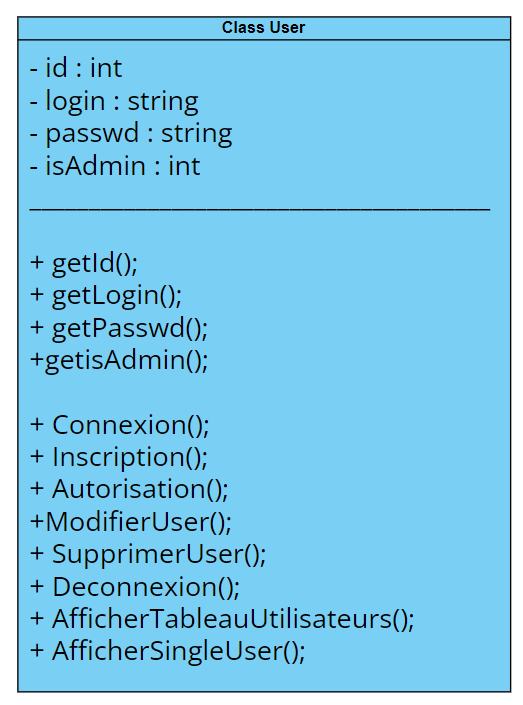 Class User
- id : int
- login : string
- passwd : string
- isAdmin : int
+ getId();
+ getLogin();
+ getPasswd();
+getisAdmin();
+ Connexion();
+ Inscription();
+ Autorisation();
+ModifierUser();
+ SupprimerUser();
+ Deconnexion();
+ AfficherTableauUtilisateurs();
+ AfficherSingleUser();